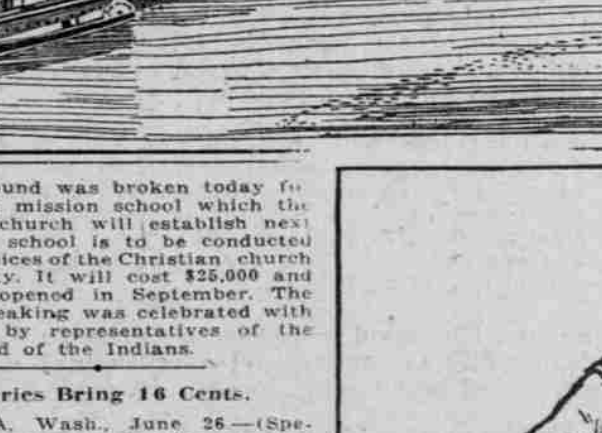 und was broken today fo
mission school which the
church will establish next
school is to be conducted
ices of the Christian church
y. It will cost $25,000 and
opened in September. The
eaking was celebrated with
by representatives of the
d of the Indians.
ries Bring 16 Cents.
A, Wash., June 26—(Spe-